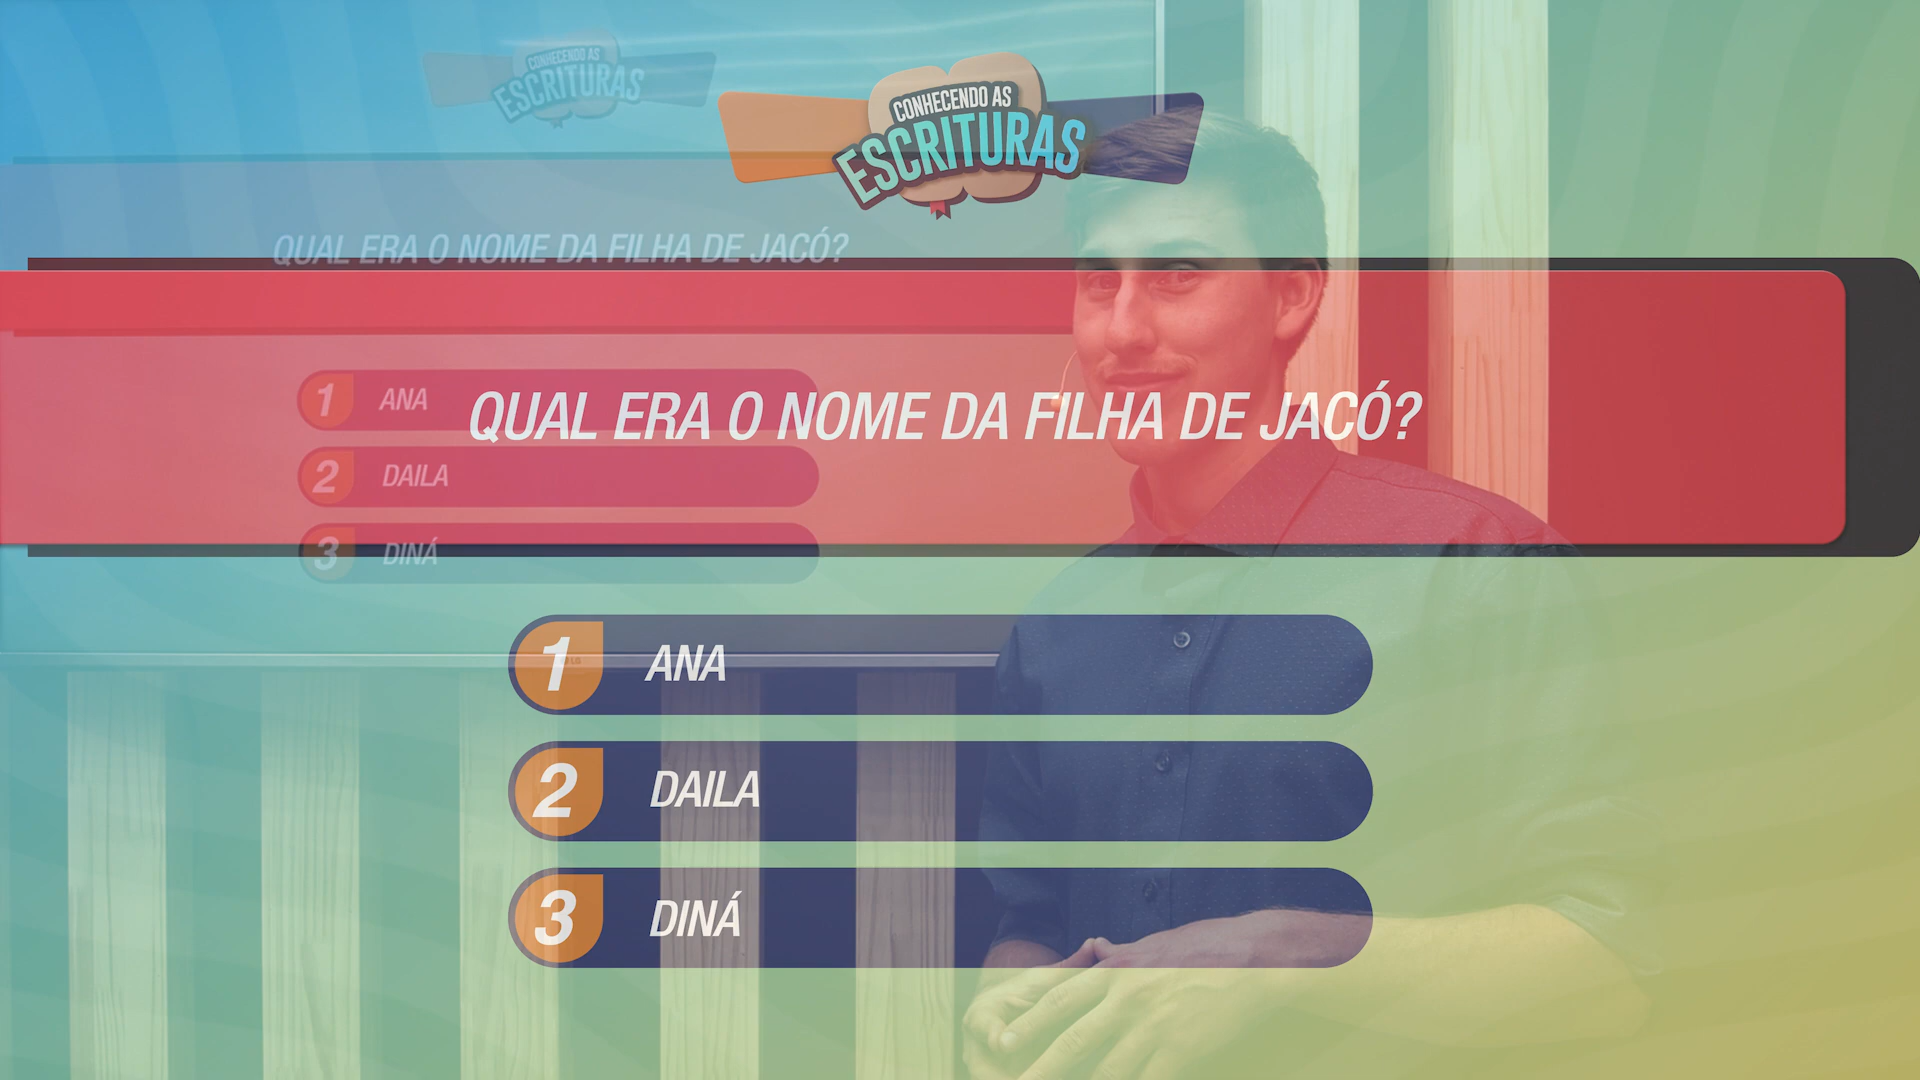 CONHECENDO AS
ESCRITURAS
QUAL ERA O NOME DA FILHA DE JACÓ?
1 ANA
2 DAILA
3 DINÁ
CONHECENDO AS
ESCRITURAS
QUAL ERA O NOME DA FILHA DE JACÓ?
1 ANA
2 DAILA
3 DINÁ